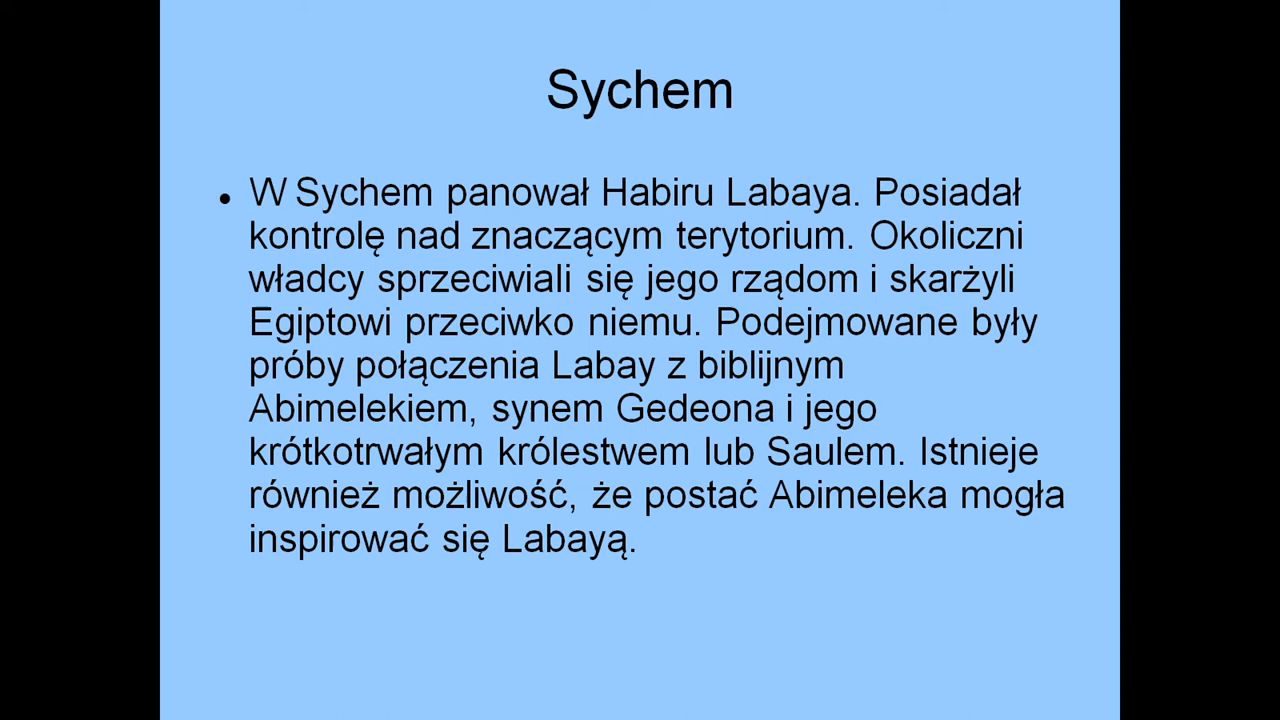 Sychem
• W Sychem panował Habiru Labaya. Posiadał
kontrolę nad znaczącym terytorium. Okoliczni
władcy sprzeciwiali się jego rządom i skarżyli
Egiptowi przeciwko niemu. Podejmowane były
próby połączenia Labay z biblijnym
Abimelekiem, synem Gedeona i jego
krótkotrwałym królestwem lub Saulem. Istnieje
również możliwość, że postać Abimeleka mogła
inspirować się Labayą.